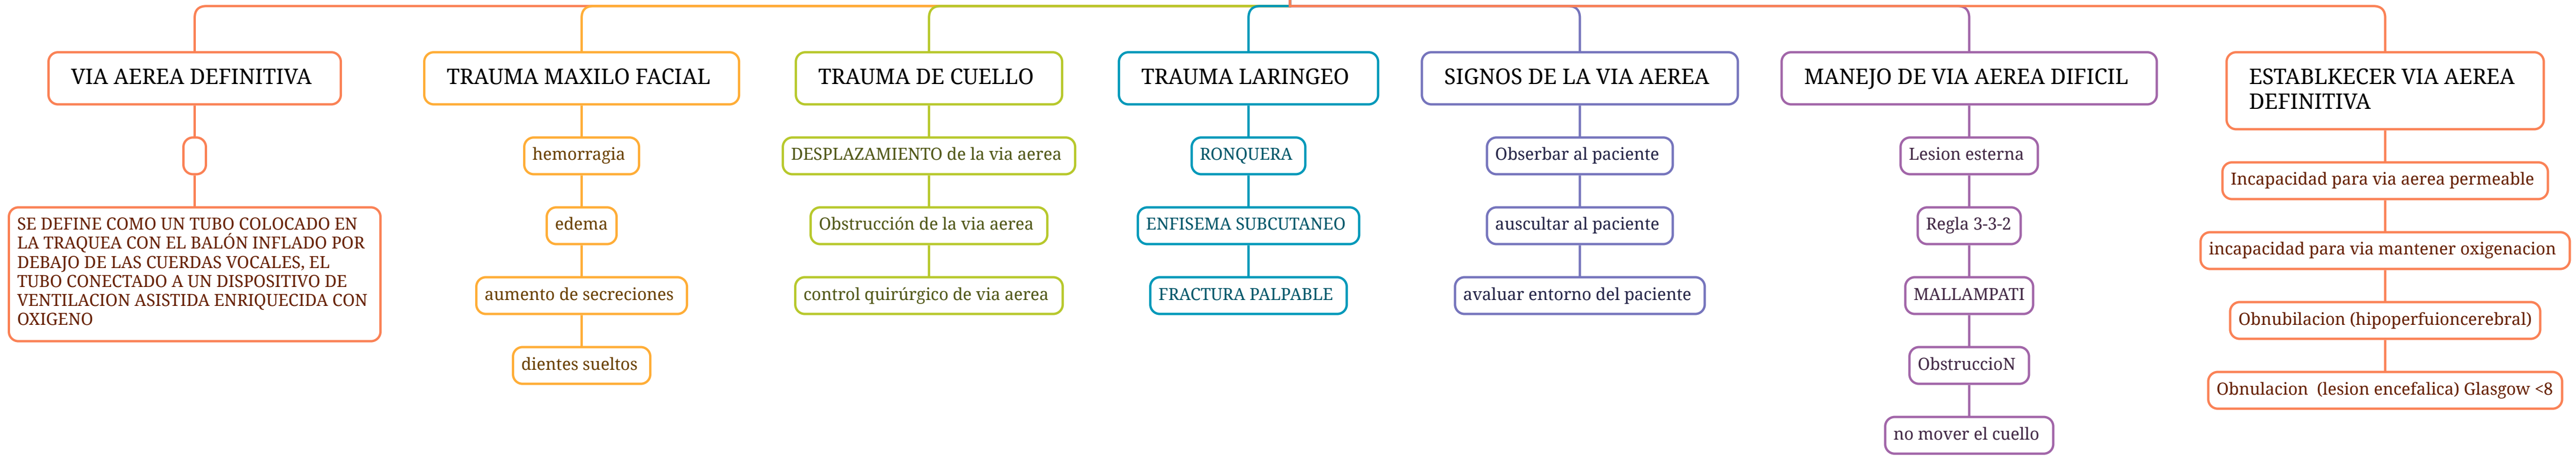 VIA AEREA DEFINITIVA
SE DEFINE COMO UN TUBO COLOCADO EN
LA TRAQUEA CON EL BALÓN INFLADO POR
DEBAJO DE LAS CUERDAS VOCALES, EL
TUBO CONECTADO A UN DISPOSITIVO DE
VENTILACION ASISTIDA ENRIQUECIDA CON
OXIGENO
TRAUMA MAXILO FACIAL
hemorragia
edema
aumento de secreciones
dientes sueltos
TRAUMA DE CUELLO
DESPLAZAMIENTO de la via aerea
Obstrucción de la via aerea
control quirúrgico de via aerea
TRAUMA LARINGEO
RONQUERA
ENFISEMA SUBCUTANEO
FRACTURA PALPABLE
SIGNOS DE LA VIA AEREA
Obserbar al paciente
auscultar al paciente
avaluar entorno del paciente
MANEJO DE VIA AEREA DIFICIL
Lesion esterna
Regla 3-3-2
MALLAMPATI
ObstruccioN
no mover el cuello
ESTABLKECER VIA AEREA
DEFINITIVA
Incapacidad para via aerea permeable
incapacidad para via mantener oxigenacion
Obnubilacion (hipoperfuioncerebral)
Obnulacion  (lesion encefalica) Glasgow <8